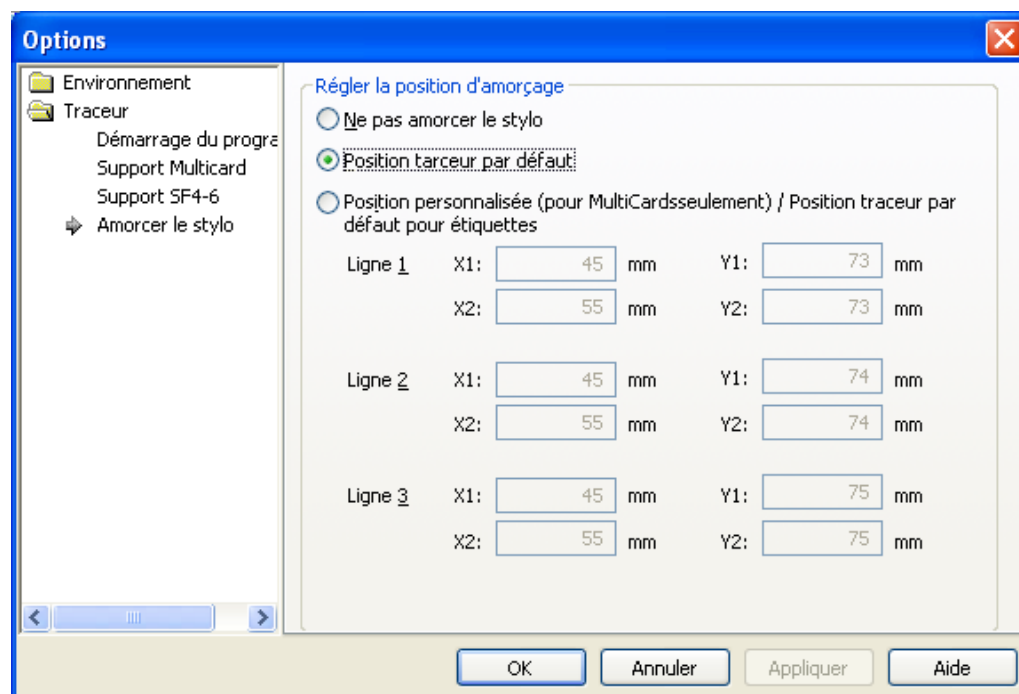 Options
Environnement
Traceur
Démarrage du progra
Support Multicard
Support SF4-6
Amorcer le stylo
Régler la position d'amorçage
Ne pas amorcer le stylo
Position tarceur par défaut
Position personnalisée (pour MultiCardsseulement) / Position traceur par
défaut pour étiquettes
Ligne 1 X1: 45 mm Y1: 73 mm
X2: 55 mm Y2: 73 mm
Ligne 2 X1: 45 mm Y1: 74 mm
X2: 55 mm Y2: 74 mm
Ligne 3 X1: 45 mm Y1: 75 mm
X2: 55 mm Y2: 75 mm
OK Annuler Appliquer Aide